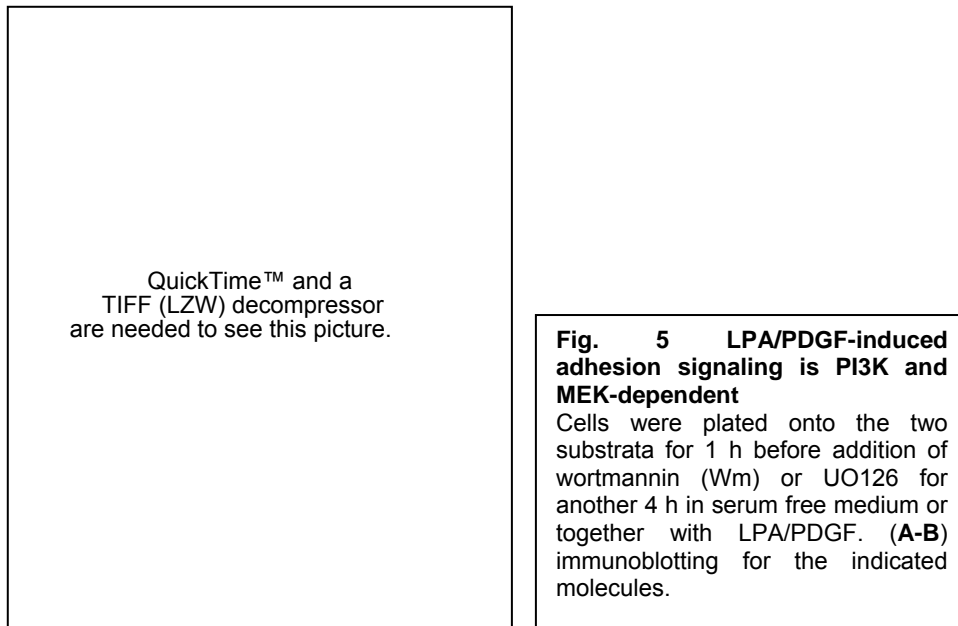 QuickTime™ and a
TIFF (LZW) decompressor
are needed to see this picture.
Fig. 5 LPA/PDGF-induced
adhesion signaling is PI3K and
MEK-dependent
Cells were plated onto the two
substrata for 1 h before addition of
wortmannin (Wm) or UO126 for
another 4 h in serum free medium or
together with LPA/PDGF. (A-B)
immunoblotting for the indicated
molecules.